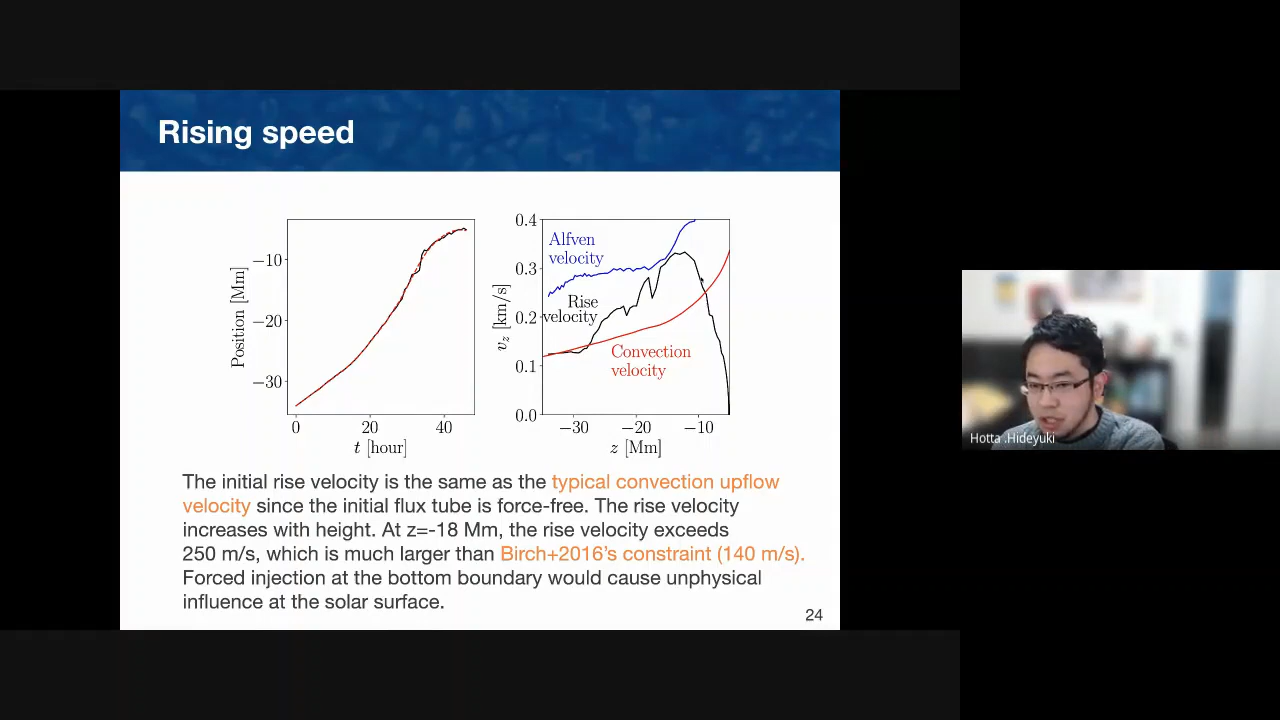 Rising speed
−10
−20
−30
Position [Mm]
0
20
40
t [hour]
0.4
0.3
0.2
0.1
0.0
v_z [km/s]
Alfven
velocity
Rise
velocity
Convection
velocity
−30
−20
−10
z [Mm]
The initial rise velocity is the same as the typical convection upflow
velocity since the initial flux tube is force-free. The rise velocity
increases with height. At z=-18 Mm, the rise velocity exceeds
250 m/s, which is much larger than Birch+2016’s constraint (140 m/s).
Forced injection at the bottom boundary would cause unphysical
influence at the solar surface.
24
Hotta .Hideyuki